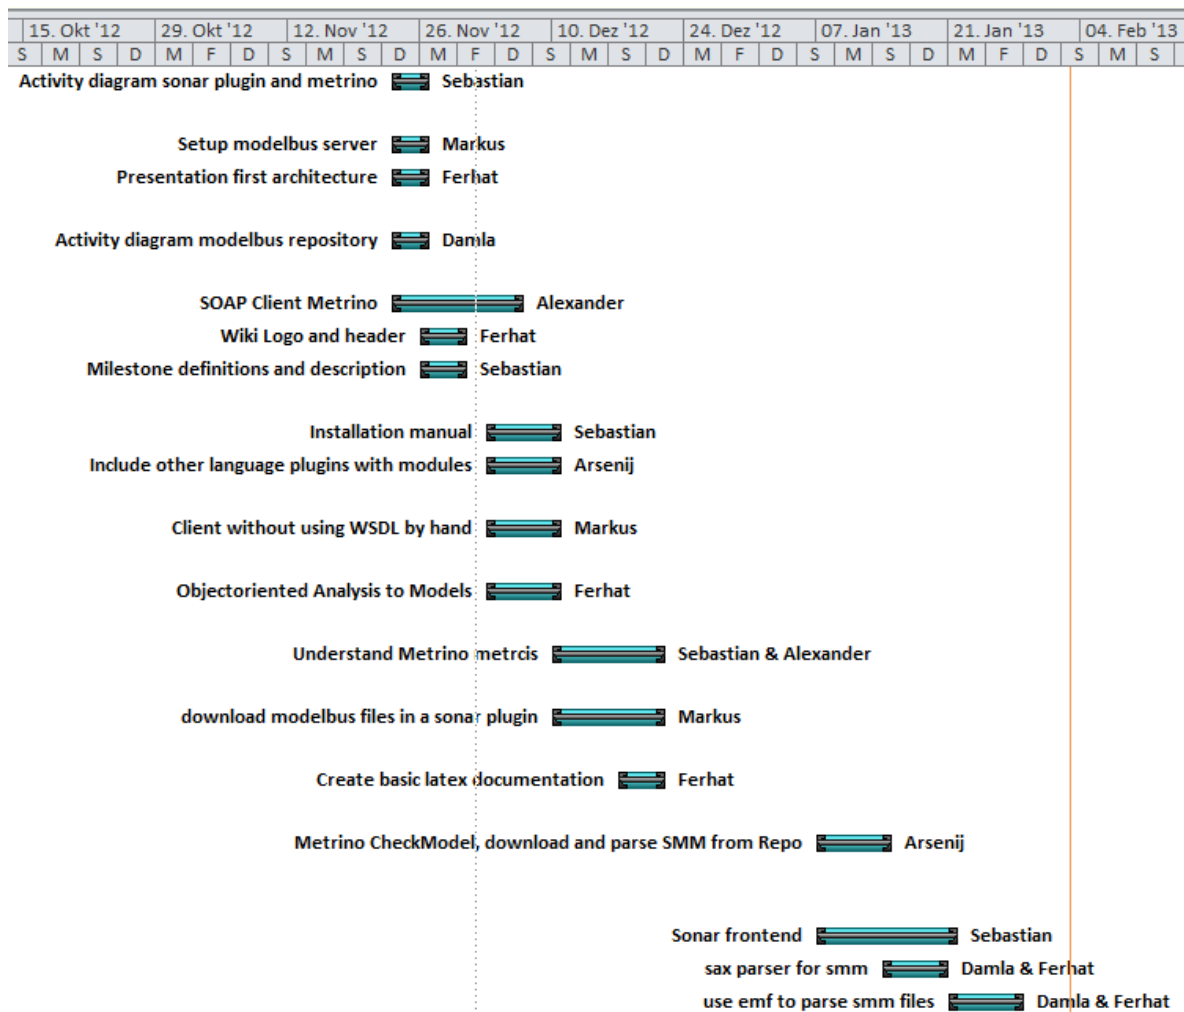 15. Okt '12 29. Okt '12 12. Nov '12 26. Nov '12 10. Dez '12 24. Dez '12 07. Jan '13 21. Jan '13 04. Feb '13
S M S D M F D S M S D M F D S M S D M F D S M S D M F D S M S
Activity diagram sonar plugin and metrino Sebastian
Setup modelbus server Markus
Presentation first architecture Ferhat
Activity diagram modelbus repository Damla
SOAP Client Metrino Alexander
Wiki Logo and header Ferhat
Milestone definitions and description Sebastian
Installation manual Sebastian
Include other language plugins with modules Arsenij
Client without using WSDL by hand Markus
Objectoriented Analysis to Models Ferhat
Understand Metrino metrcis Sebastian & Alexander
download modelbus files in a sonar plugin Markus
Create basic latex documentation Ferhat
Metrino CheckModel, download and parse SMM from Repo Arsenij
Sonar frontend Sebastian
sax parser for smm Damla & Ferhat
use emf to parse smm files Damla & Ferhat